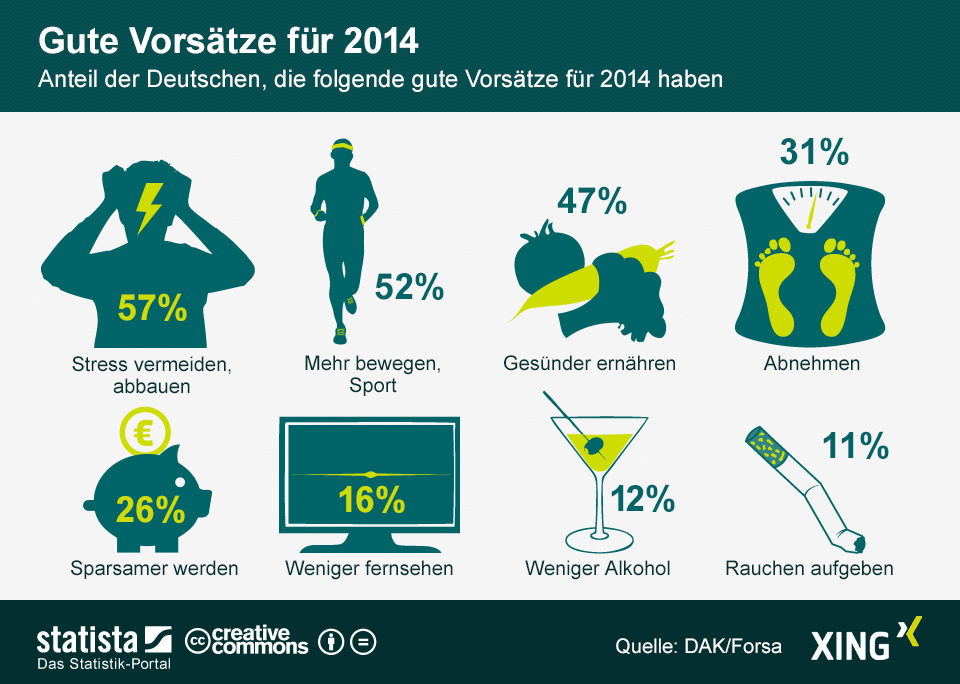 Gute Vorsätze für 2014
Anteil der Deutschen, die folgende gute Vorsätze für 2014 haben
57%
Stress vermeiden,
abbauen
52%
Mehr bewegen,
Sport
47%
Gesünder ernähren
31%
Abnehmen
€
26%
Sparsamer werden
16%
Weniger fernsehen
12%
Weniger Alkohol
11%
Rauchen aufgeben
statista
Das Statistik-Portal
cc creative
commons
=
Quelle: DAK/Forsa
XING